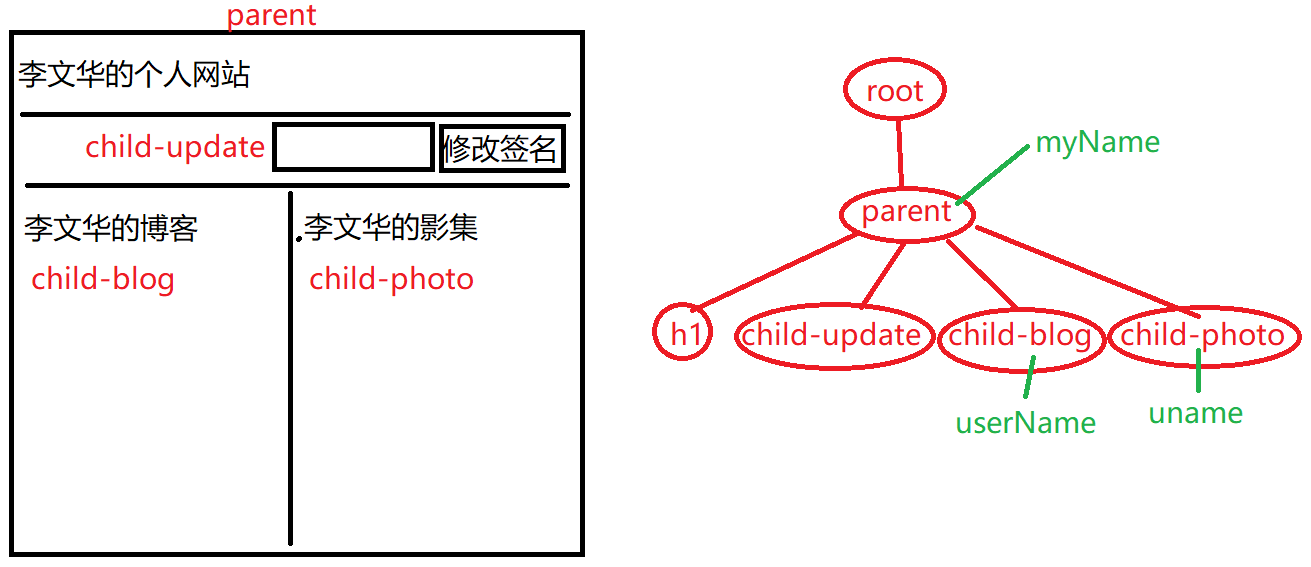 parent
李文华的个人网站
child-update
修改签名
李文华的博客
李文华的影集
child-blog
child-photo
root
myName
parent
h1
child-update
child-blog
child-photo
userName
uname